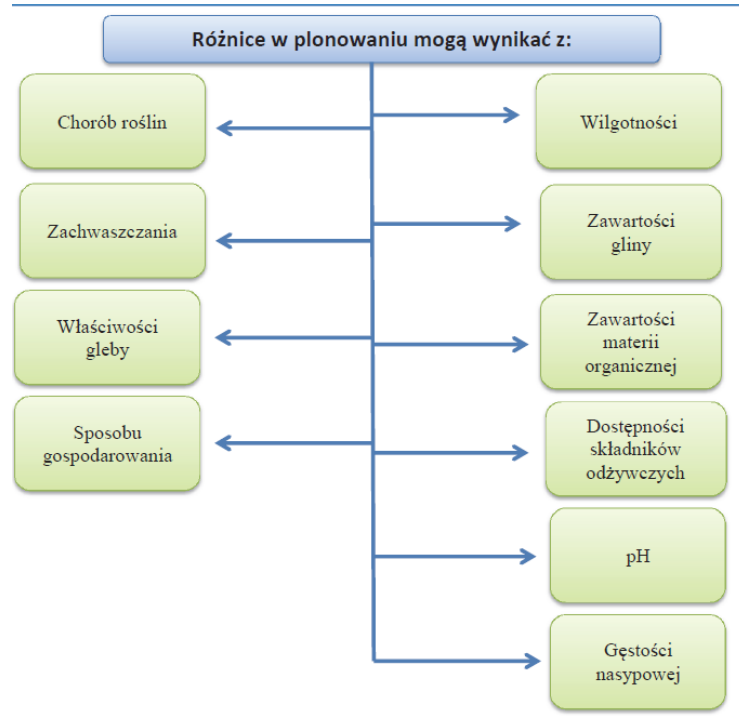 Różnice w plonowaniu mogą wynikać z:
Chorób roślin
Zachwaszczania
Właściwości
gleby
Sposobu
gospodarowania
Wilgotności
Zawartości
gliny
Zawartości
materii
organicznej
Dostępności
składników
odżywczych
pH
Gęstości
nasypowej